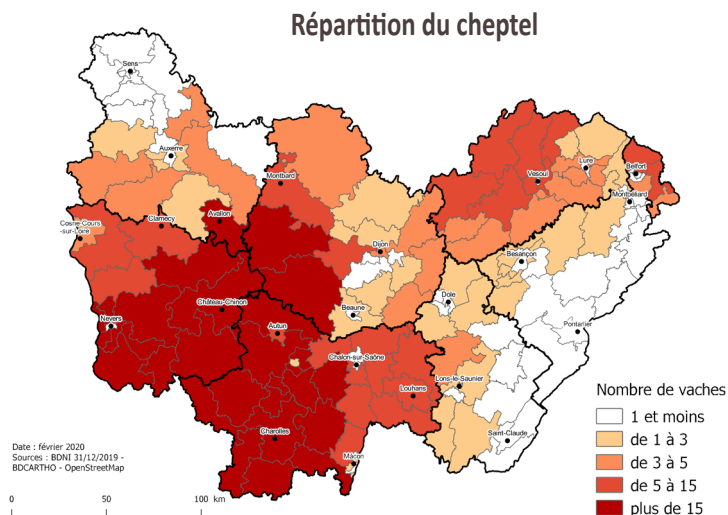 Répartition du cheptel
Sens
Auxerre
Montbard
Vesoul
Lure
Belfort
Montbéliard
Cosne-Cours
-sur-Loire
Clamecy
Avallon
Dijon
Besançon
Nevers
Château-Chinon
Beaune
Dole
Pontarlier
Autun
Chalon-sur-Saône
Louhans
Lons-le-Saunier
Charolles
Saint-Claude
Mâcon
Nombre de vaches
1 et moins
de 1 à 3
de 3 à 5
de 5 à 15
plus de 15
Date : février 2020
Sources : BDNI 31/12/2019 -
BDCARTHO - OpenStreetMap
0 50 100 km